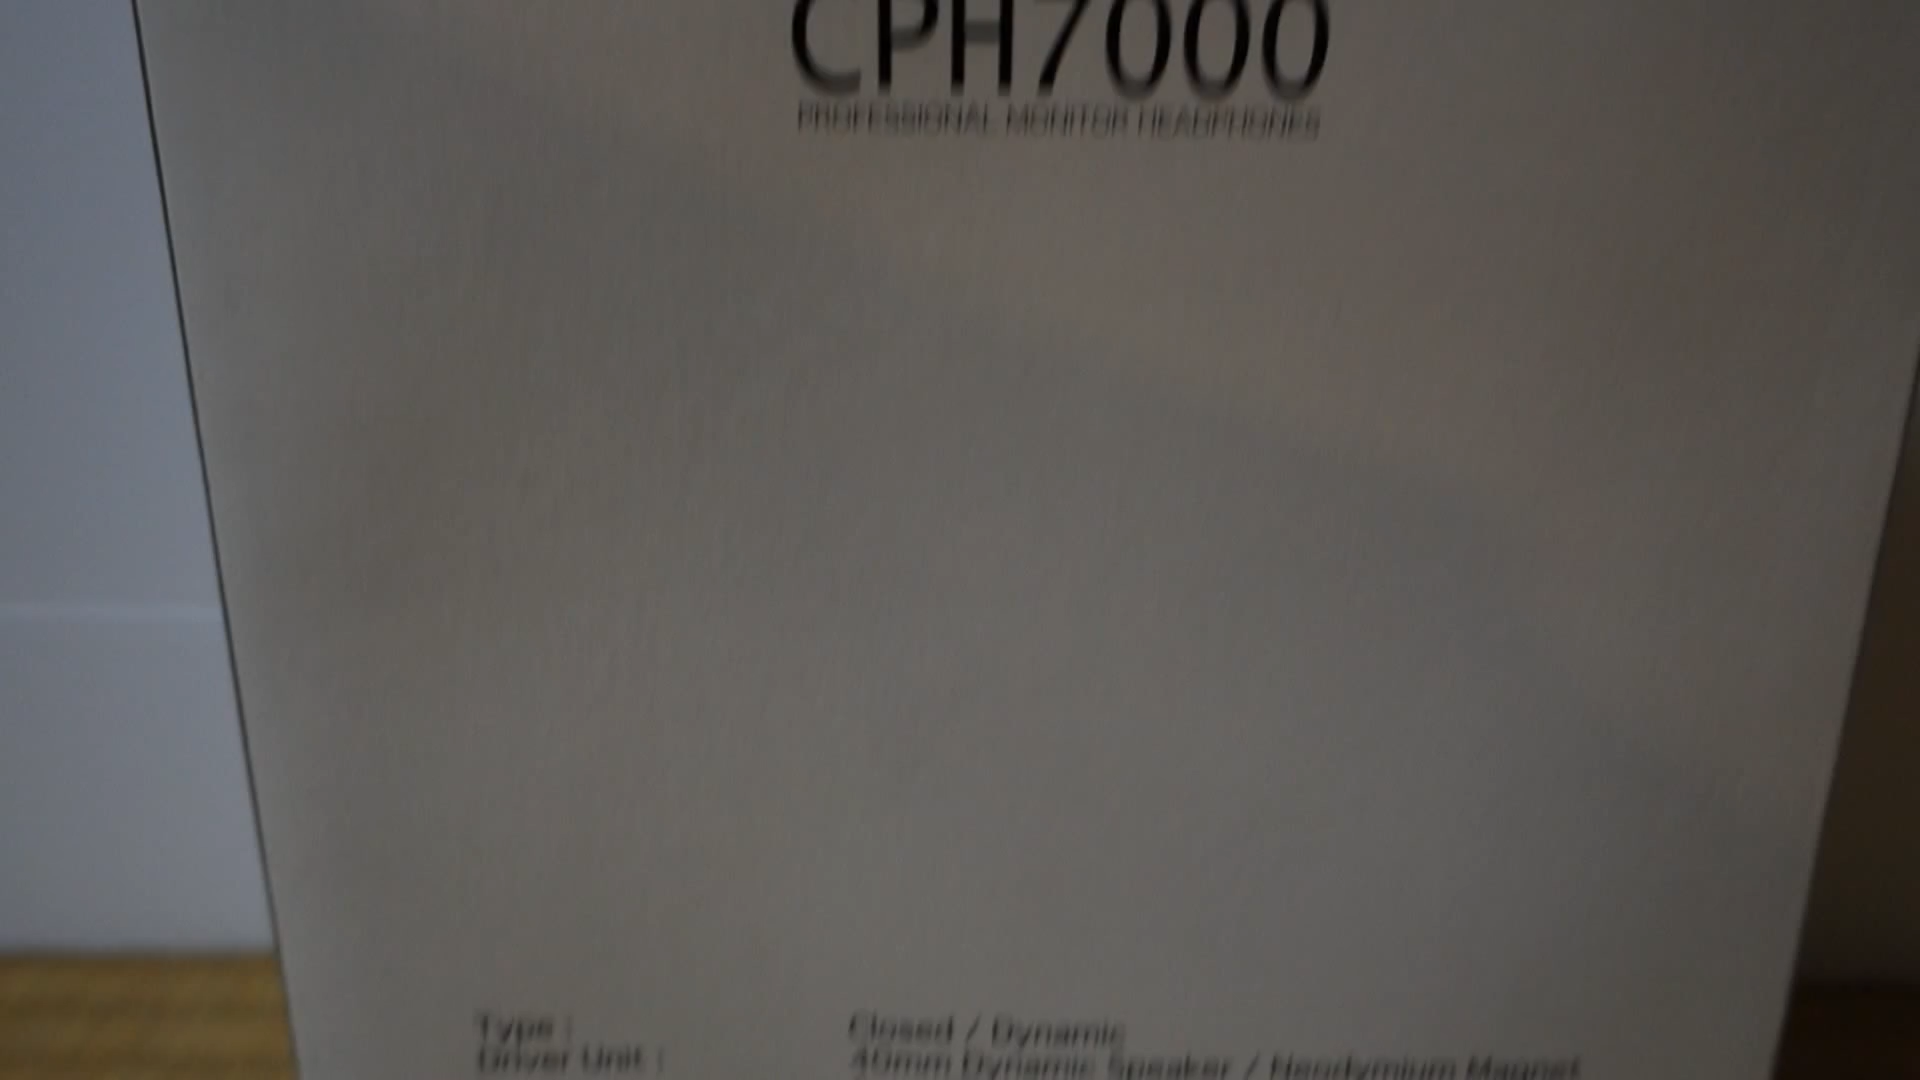 CPH7000
PROFESSIONAL MONITOR HEADPHONES
Type : Closed / Dynamic
Driver Unit : 40mm Dynamic Speaker / Neodymium Magnet